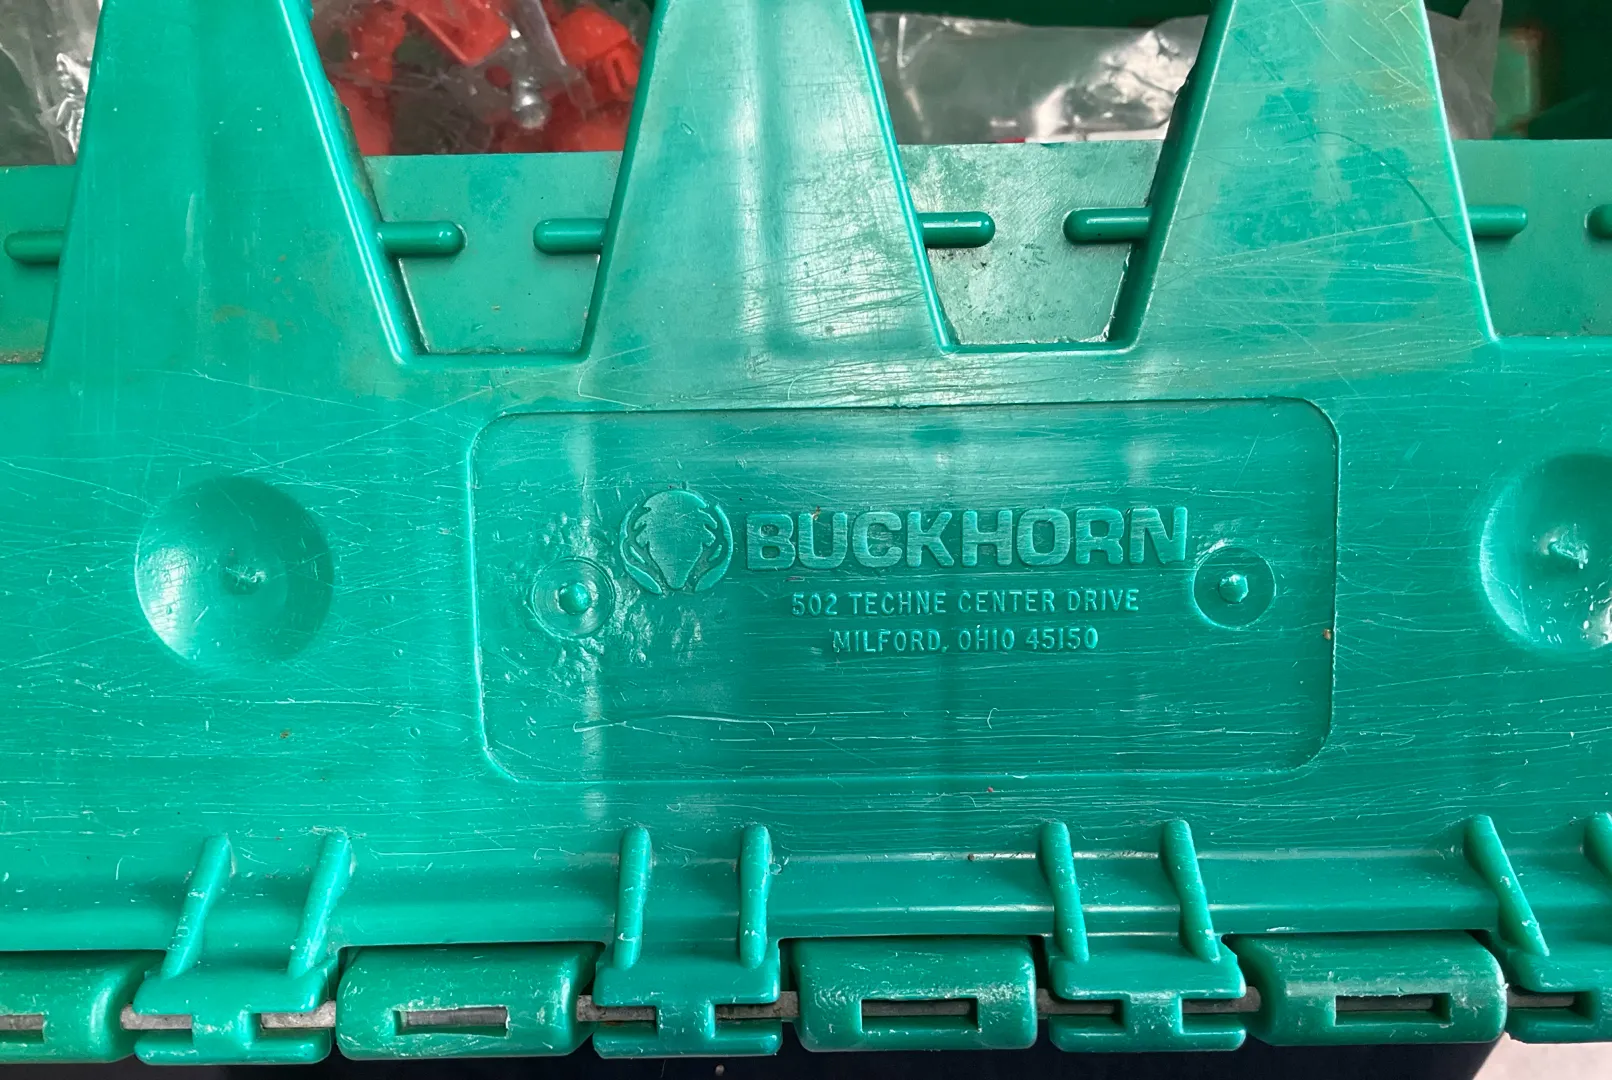 BUCKHORN
502 TECHNE CENTER DRIVE
MILFORD, OHIO 45150